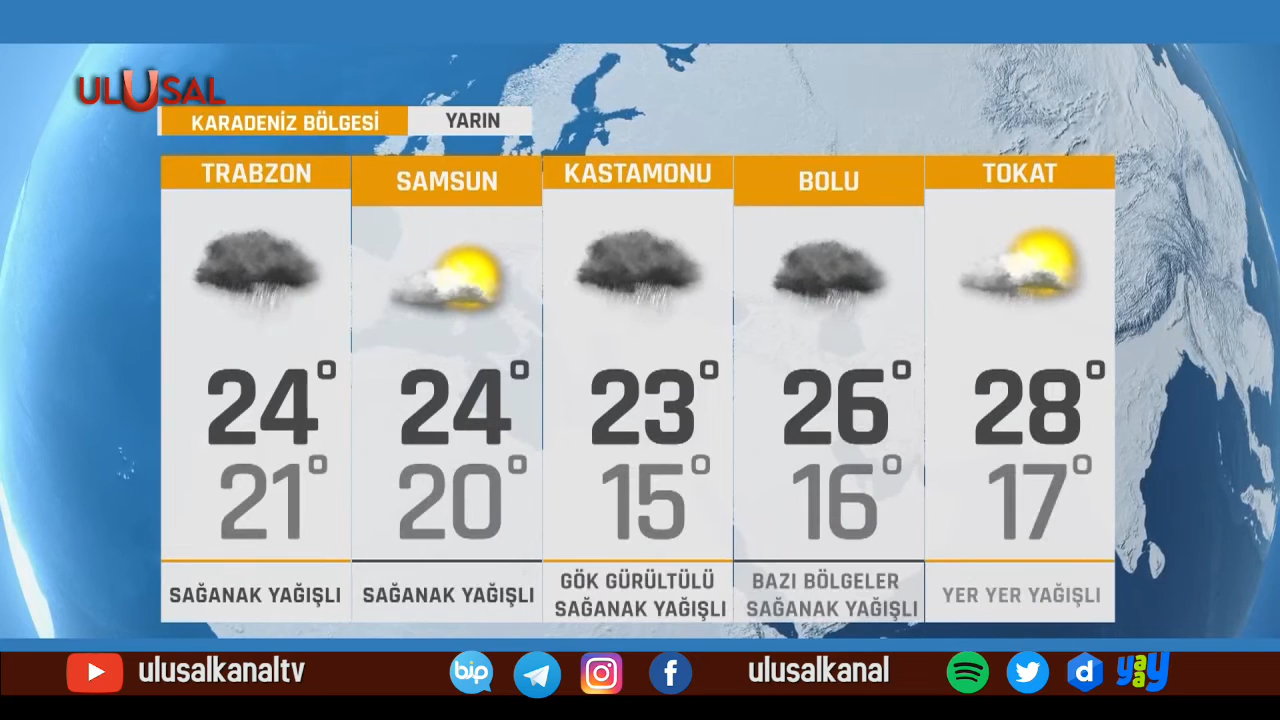 ULUSAL
KARADENİZ BÖLGESİ
YARIN
TRABZON
SAMSUN
KASTAMONU
BOLU
TOKAT
24°
24°
23°
26°
28°
21°
20°
15°
16°
17°
SAĞANAK YAĞIŞLI
SAĞANAK YAĞIŞLI
GÖK GÜRÜLTÜLÜ
SAĞANAK YAĞIŞLI
BAZI BÖLGELER
SAĞANAK YAĞIŞLI
YER YER YAĞIŞLI
ulusalkanaltv
bip
f
ulusalkanal
d
yaay